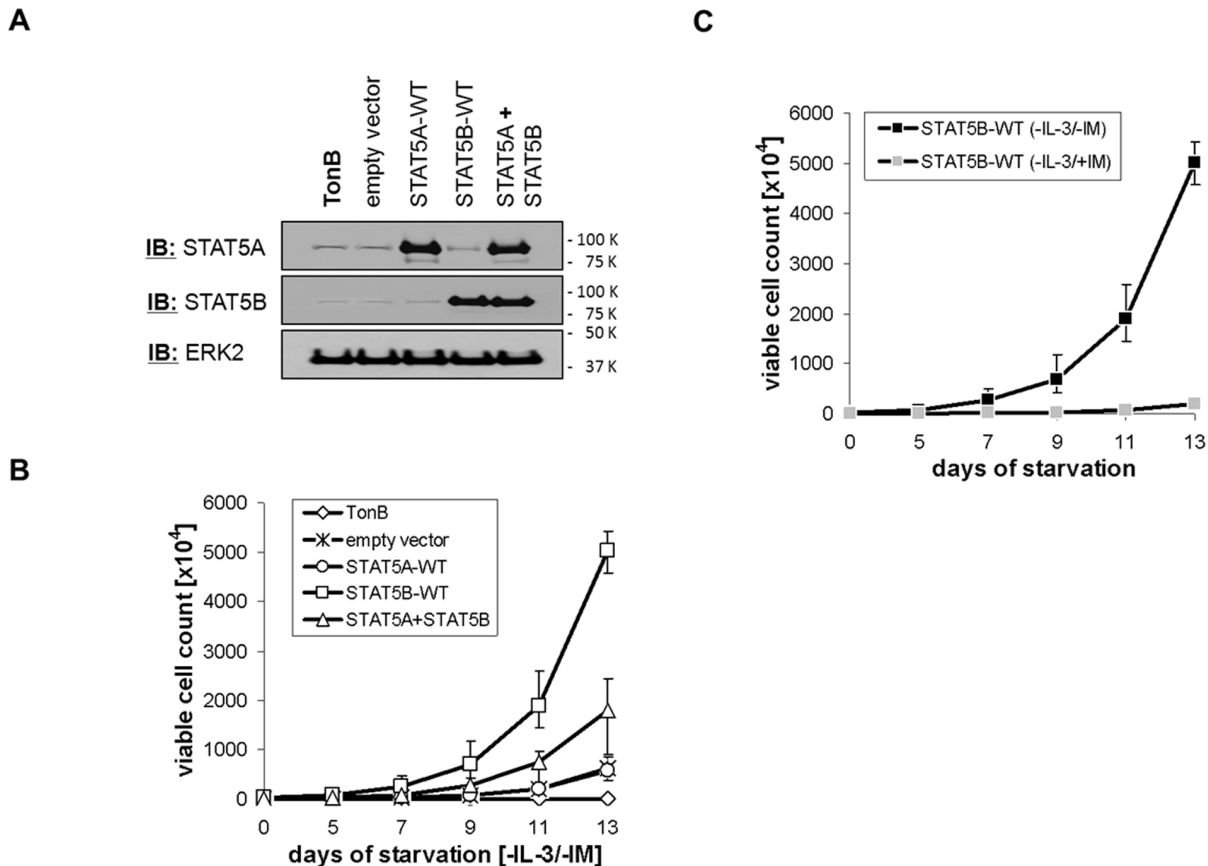 A
TonB
empty vector
STAT5A-WT
STAT5B-WT
STAT5A +
STAT5B
IB: STAT5A
- 100 K
- 75 K
IB: STAT5B
- 100 K
- 75 K
- 50 K
IB: ERK2
- 37 K
B
viable cell count [x10⁴]
6000
5000
4000
3000
2000
1000
0
TonB
empty vector
STAT5A-WT
STAT5B-WT
STAT5A+STAT5B
0 5 7 9 11 13
days of starvation [-IL-3/-IM]
C
viable cell count [x10⁴]
6000
5000
4000
3000
2000
1000
0
STAT5B-WT (-IL-3/-IM)
STAT5B-WT (-IL-3/+IM)
0 5 7 9 11 13
days of starvation